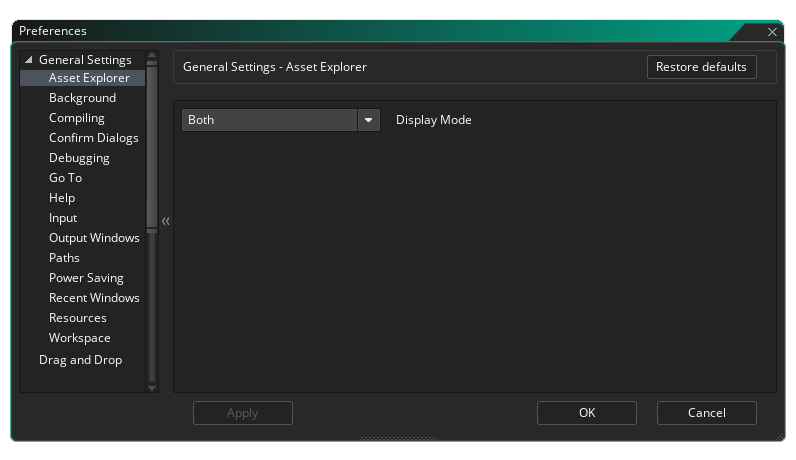 Preferences
General Settings
Asset Explorer
Background
Compiling
Confirm Dialogs
Debugging
Go To
Help
Input
Output Windows
Paths
Power Saving
Recent Windows
Resources
Workspace
Drag and Drop
General Settings - Asset Explorer
Restore defaults
Both
Display Mode
Apply
OK
Cancel